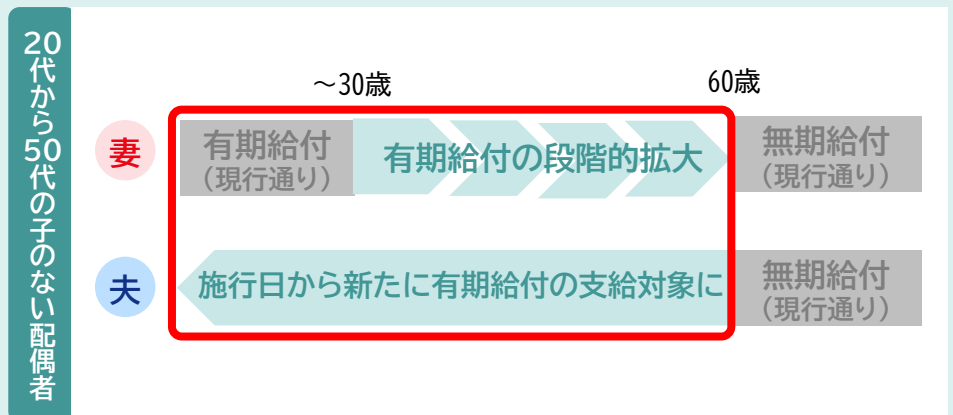 20代から50代の子のない配偶者
～30歳
60歳
妻
有期給付
（現行通り）
有期給付の段階的拡大
無期給付
（現行通り）
夫
施行日から新たに有期給付の支給対象に
無期給付
（現行通り）